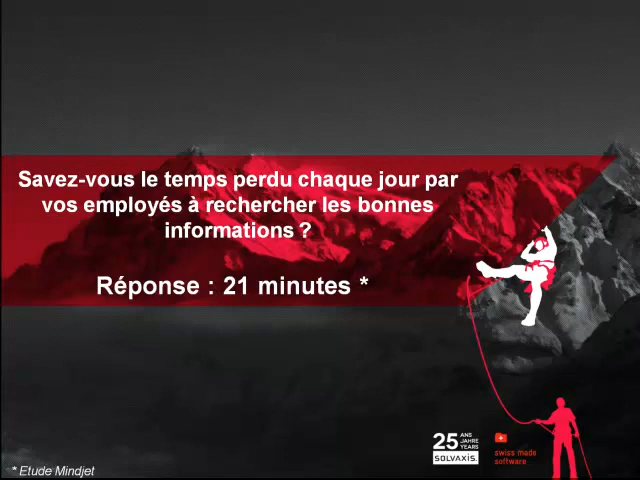 Savez-vous le temps perdu chaque jour par
vos employés à rechercher les bonnes
informations ?
Réponse : 21 minutes *
25 ANS
JAHRE
YEARS
SOLVAXIS.
swiss made
software
* Etude Mindjet